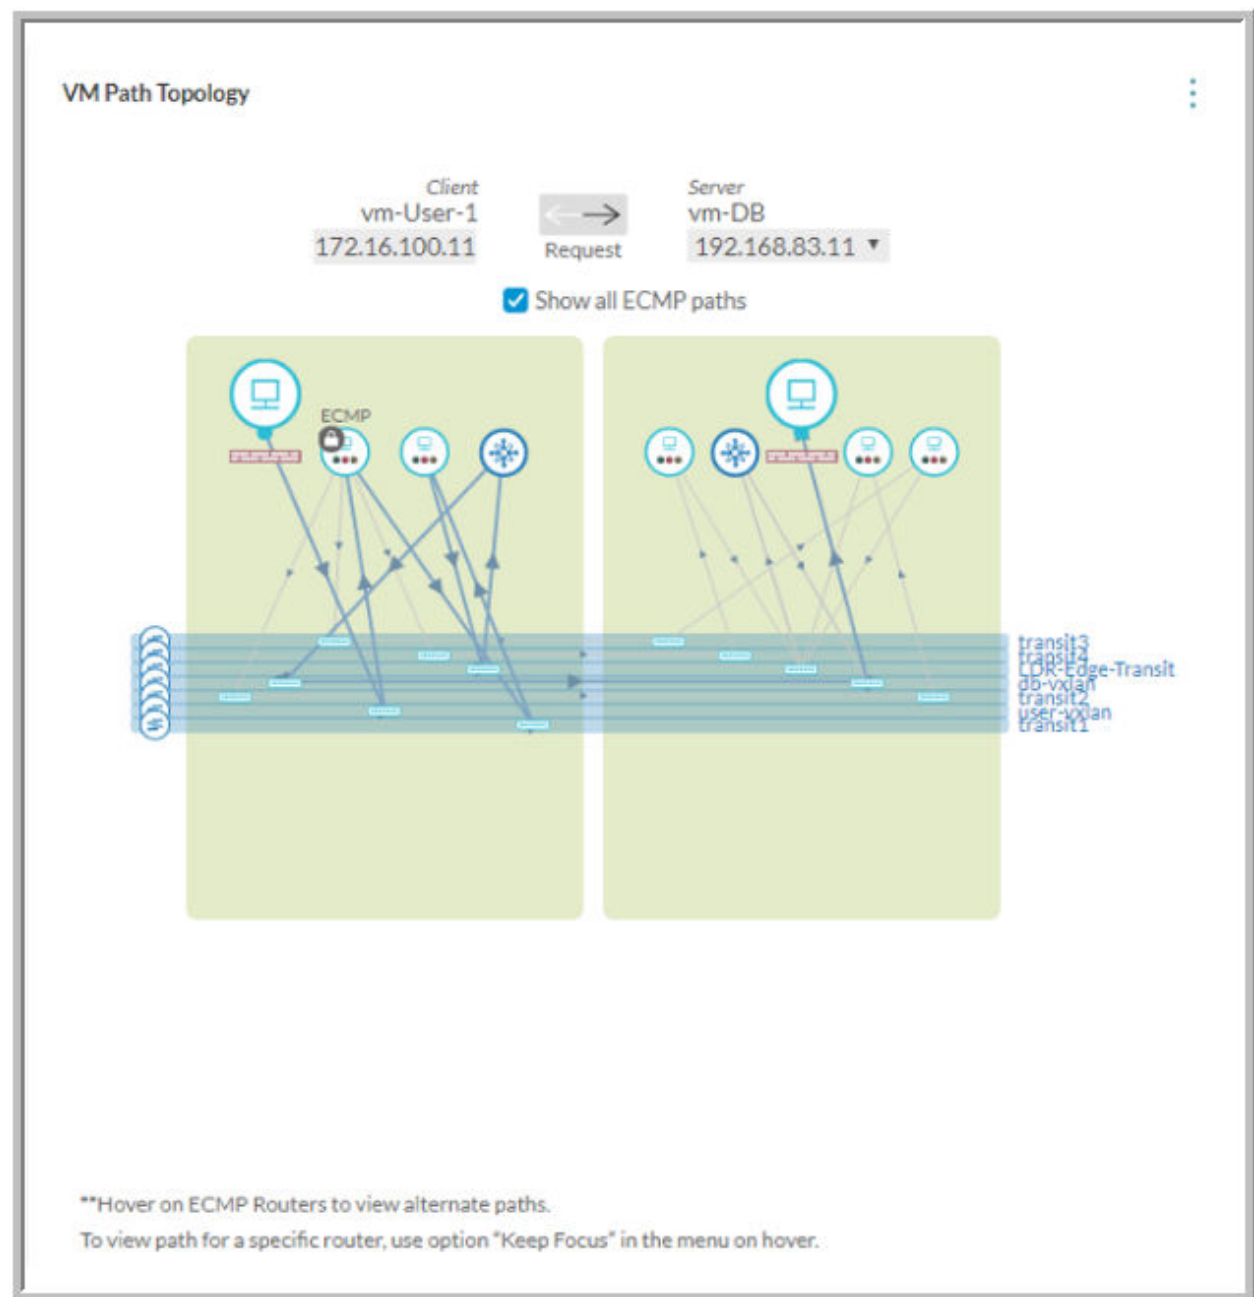 VM Path Topology
Client
Server
vm-User-1
vm-DB
172.16.100.11
192.168.83.11
Request
Show all ECMP paths
ECMP
transit3
transit4
LDR-Edge-Transit
db-vxlan
transit2
user-vxlan
transit1
**Hover on ECMP Routers to view alternate paths.
To view path for a specific router, use option "Keep Focus" in the menu on hover.